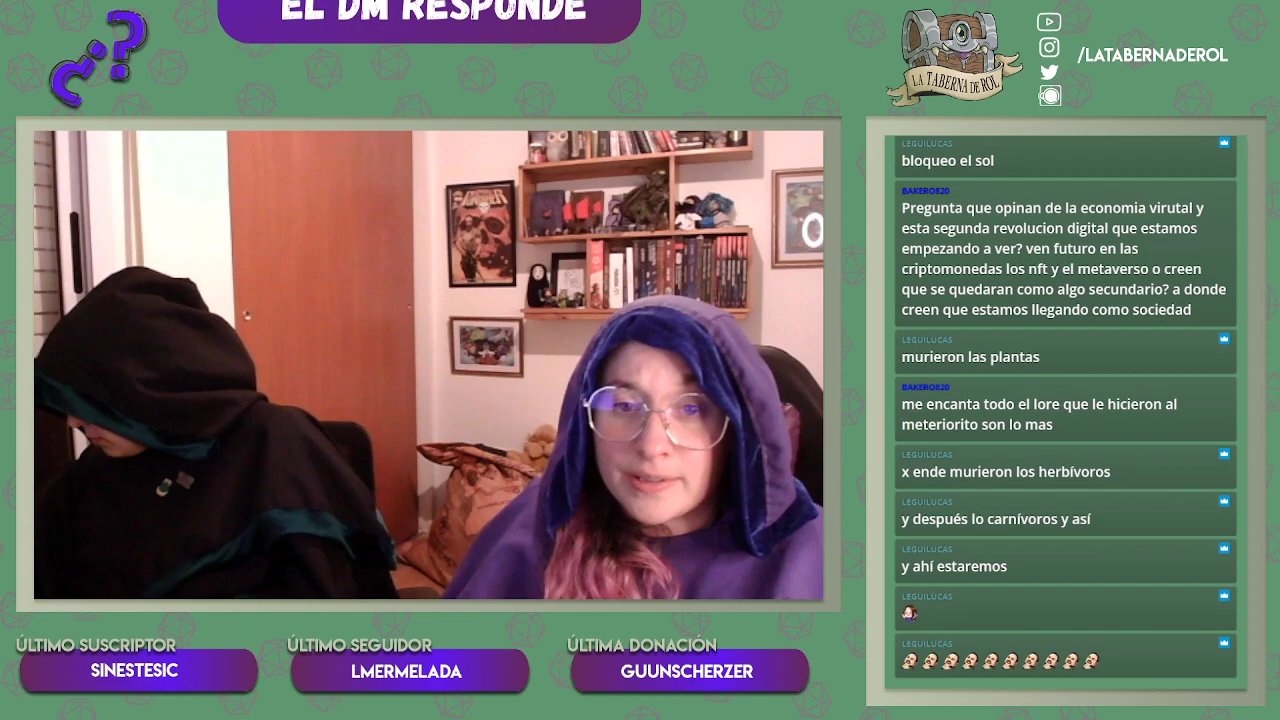 EL DM RESPONDE
LA TABERNA DE ROL
/LATABERNADEROL
LEGUILUCAS
bloqueo el sol
BAKERO820
Pregunta que opinan de la economia virutal y
esta segunda revolucion digital que estamos
empezando a ver? ven futuro en las
criptomonedas los nft y el metaverso o creen
que se quedaran como algo secundario? a donde
creen que estamos llegando como sociedad
LEGUILUCAS
murieron las plantas
BAKERO820
me encanta todo el lore que le hicieron al
meteriorito son lo mas
LEGUILUCAS
x ende murieron los herbívoros
LEGUILUCAS
y después lo carnívoros y así
LEGUILUCAS
y ahí estaremos
LEGUILUCAS
LEGUILUCAS
ÚLTIMO SUSCRIPTOR
SINESTESIC
ÚLTIMO SEGUIDOR
LMERMELADA
ÚLTIMA DONACIÓN
GUUNSCHERZER